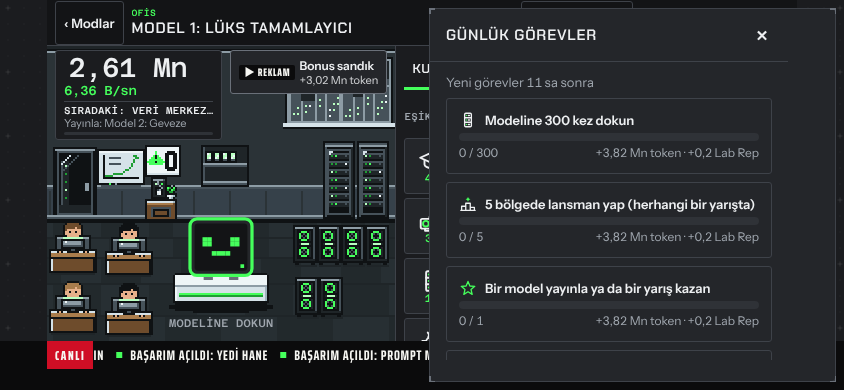 ‹ Modlar
OFİS
MODEL 1: LÜKS TAMAMLAYICI
2,61 Mn
6,36 B/sn
ŞIRADAKİ: VERİ MERKEZ…
Yayınla: Model 2: Geveze
REKLAM
Bonus sandık
+3,02 Mn token
KU
EŞİK
MODELİNE DOKUN
CANLI
IN
BAŞARIM AÇILDI: YEDİ HANE
BAŞARIM AÇILDI: PROMPT M
GÜNLÜK GÖREVLER
×
Yeni görevler 11 sa sonra
Modeline 300 kez dokun
0 / 300
+3,82 Mn token · +0,2 Lab Rep
5 bölgede lansman yap (herhangi bir yarışta)
0 / 5
+3,82 Mn token · +0,2 Lab Rep
Bir model yayınla ya da bir yarış kazan
0 / 1
+3,82 Mn token · +0,2 Lab Rep